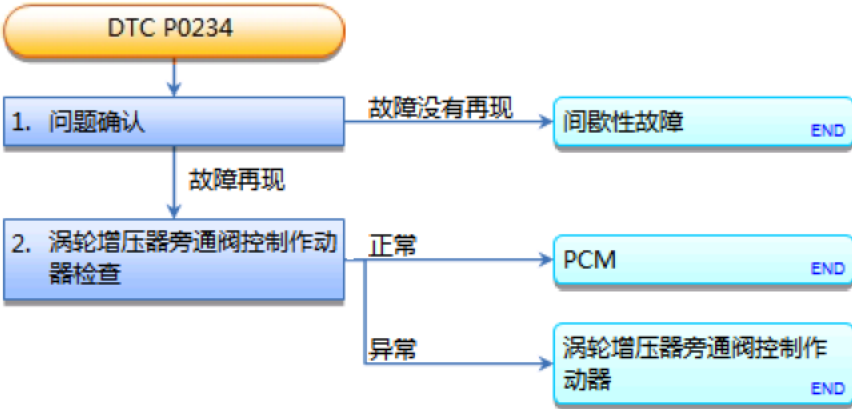 DTC P0234
1. 问题确认
故障没有再现
间歇性故障
END
故障再现
2. 涡轮增压器旁通阀控制作动
器检查
正常
PCM
END
异常
涡轮增压器旁通阀控制作
动器
END